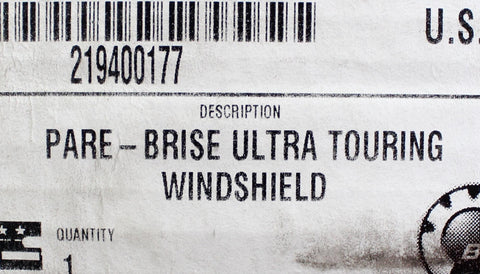 U.S.
219400177
DESCRIPTION
PARE-BRISE ULTRA TOURING
WINDSHIELD
QUANTITY
1